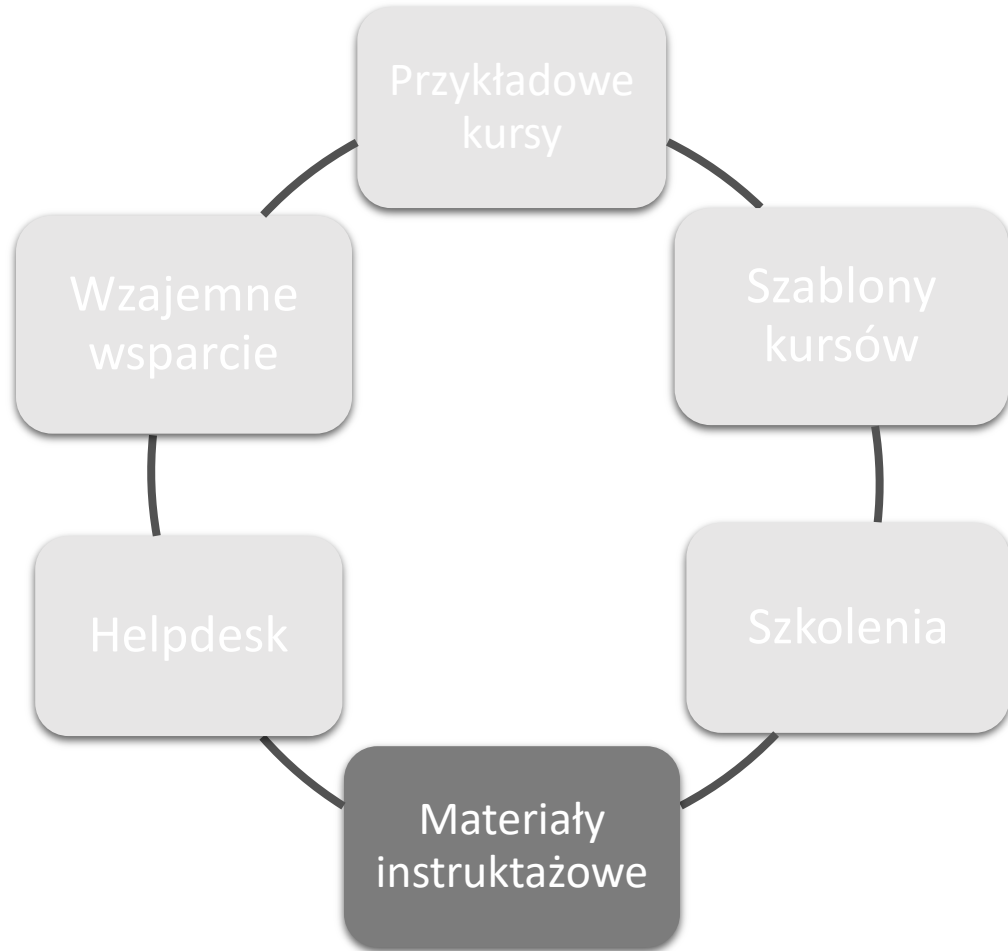 Przykładowe
kursy
Wzajemne
wsparcie
Szablony
kursów
Helpdesk
Szkolenia
Materiały
instruktażowe